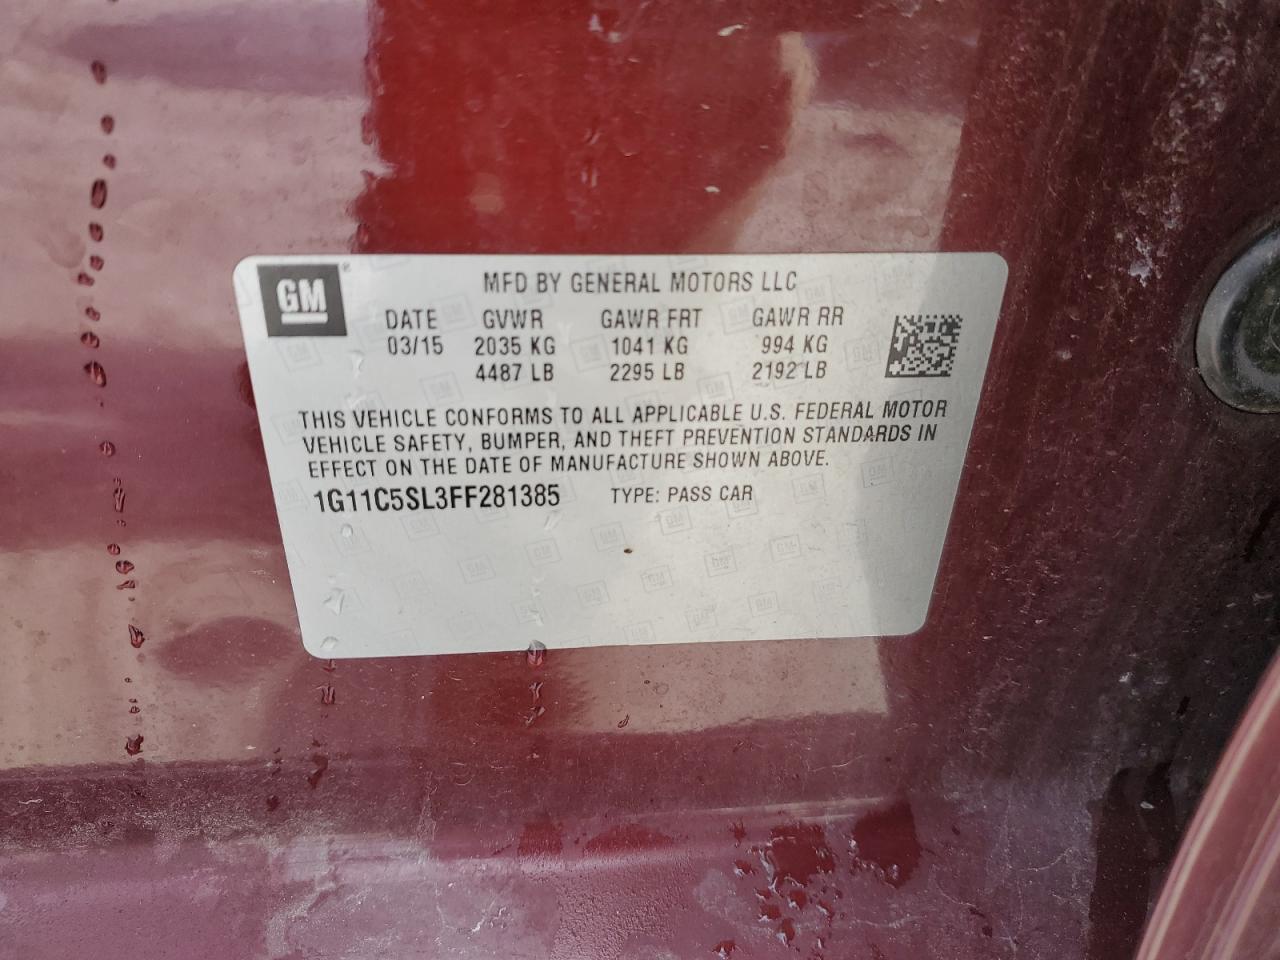 GM
MFD BY GENERAL MOTORS LLC
DATE GVWR GAWR FRT GAWR RR
03/15 2035 KG 1041 KG 994 KG
4487 LB 2295 LB 2192 LB
THIS VEHICLE CONFORMS TO ALL APPLICABLE U.S. FEDERAL MOTOR
VEHICLE SAFETY, BUMPER, AND THEFT PREVENTION STANDARDS IN
EFFECT ON THE DATE OF MANUFACTURE SHOWN ABOVE.
1G11C5SL3FF281385 TYPE: PASS CAR